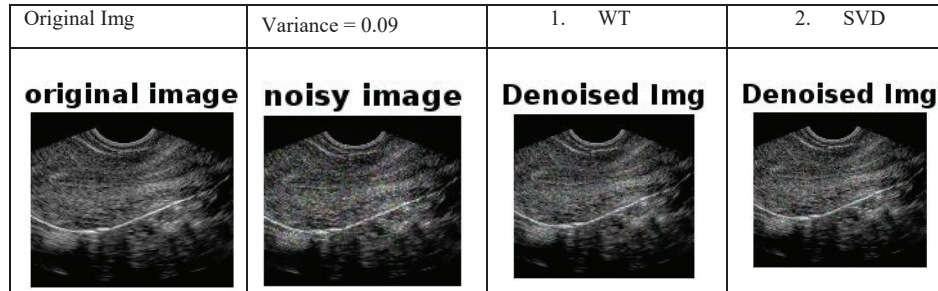 Original Img
Variance = 0.09
1. WT
2. SVD
original image
noisy image
Denoised Img
Denoised Img